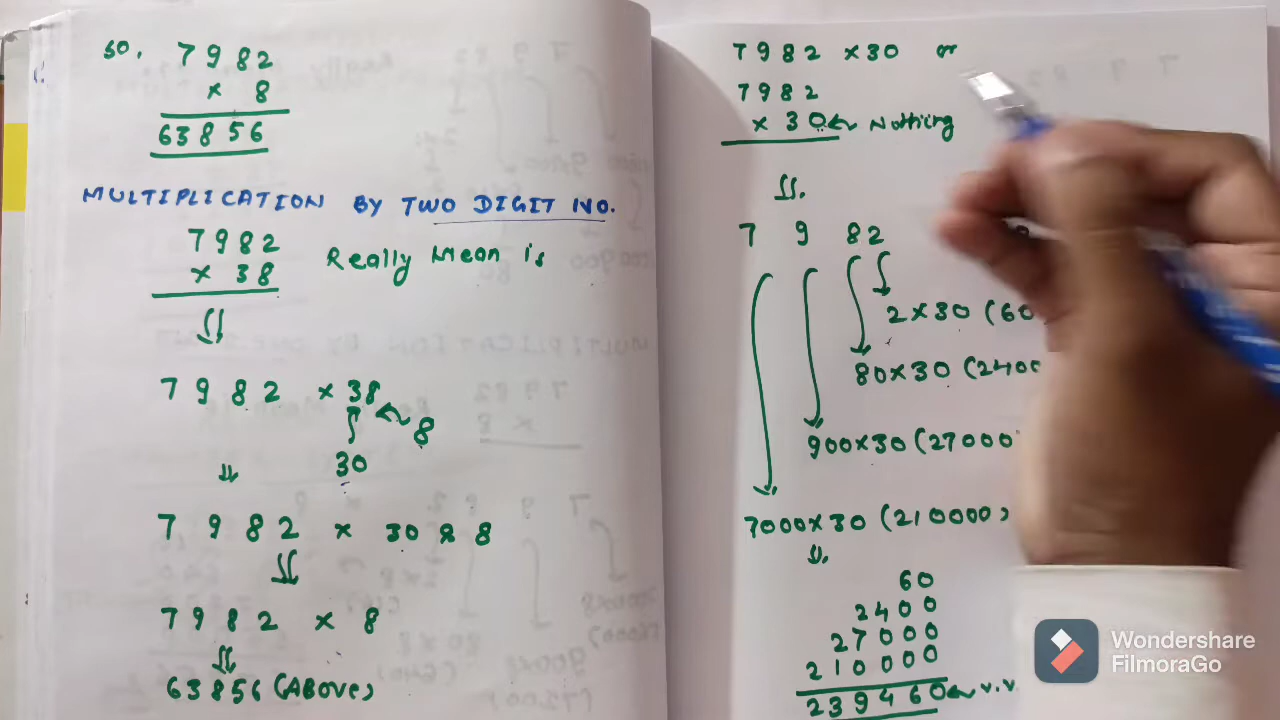 so. 7982
× 8
63856
MULTIPLICATION BY TWO DIGIT NO.
7982
× 38
Really Mean is
7982 × 38
8
30
7982 × 30 & 8
7982 × 8
63856 (ABOVE)
7982 × 30 or
7982
× 30 ← Nothing
7 9 82
2×30 (60
80×30 (2400
900×30 (27000
7000×30 (210000)
60
2400
27000
210000
239460 ← v.v.
Wondershare
FilmoraGo